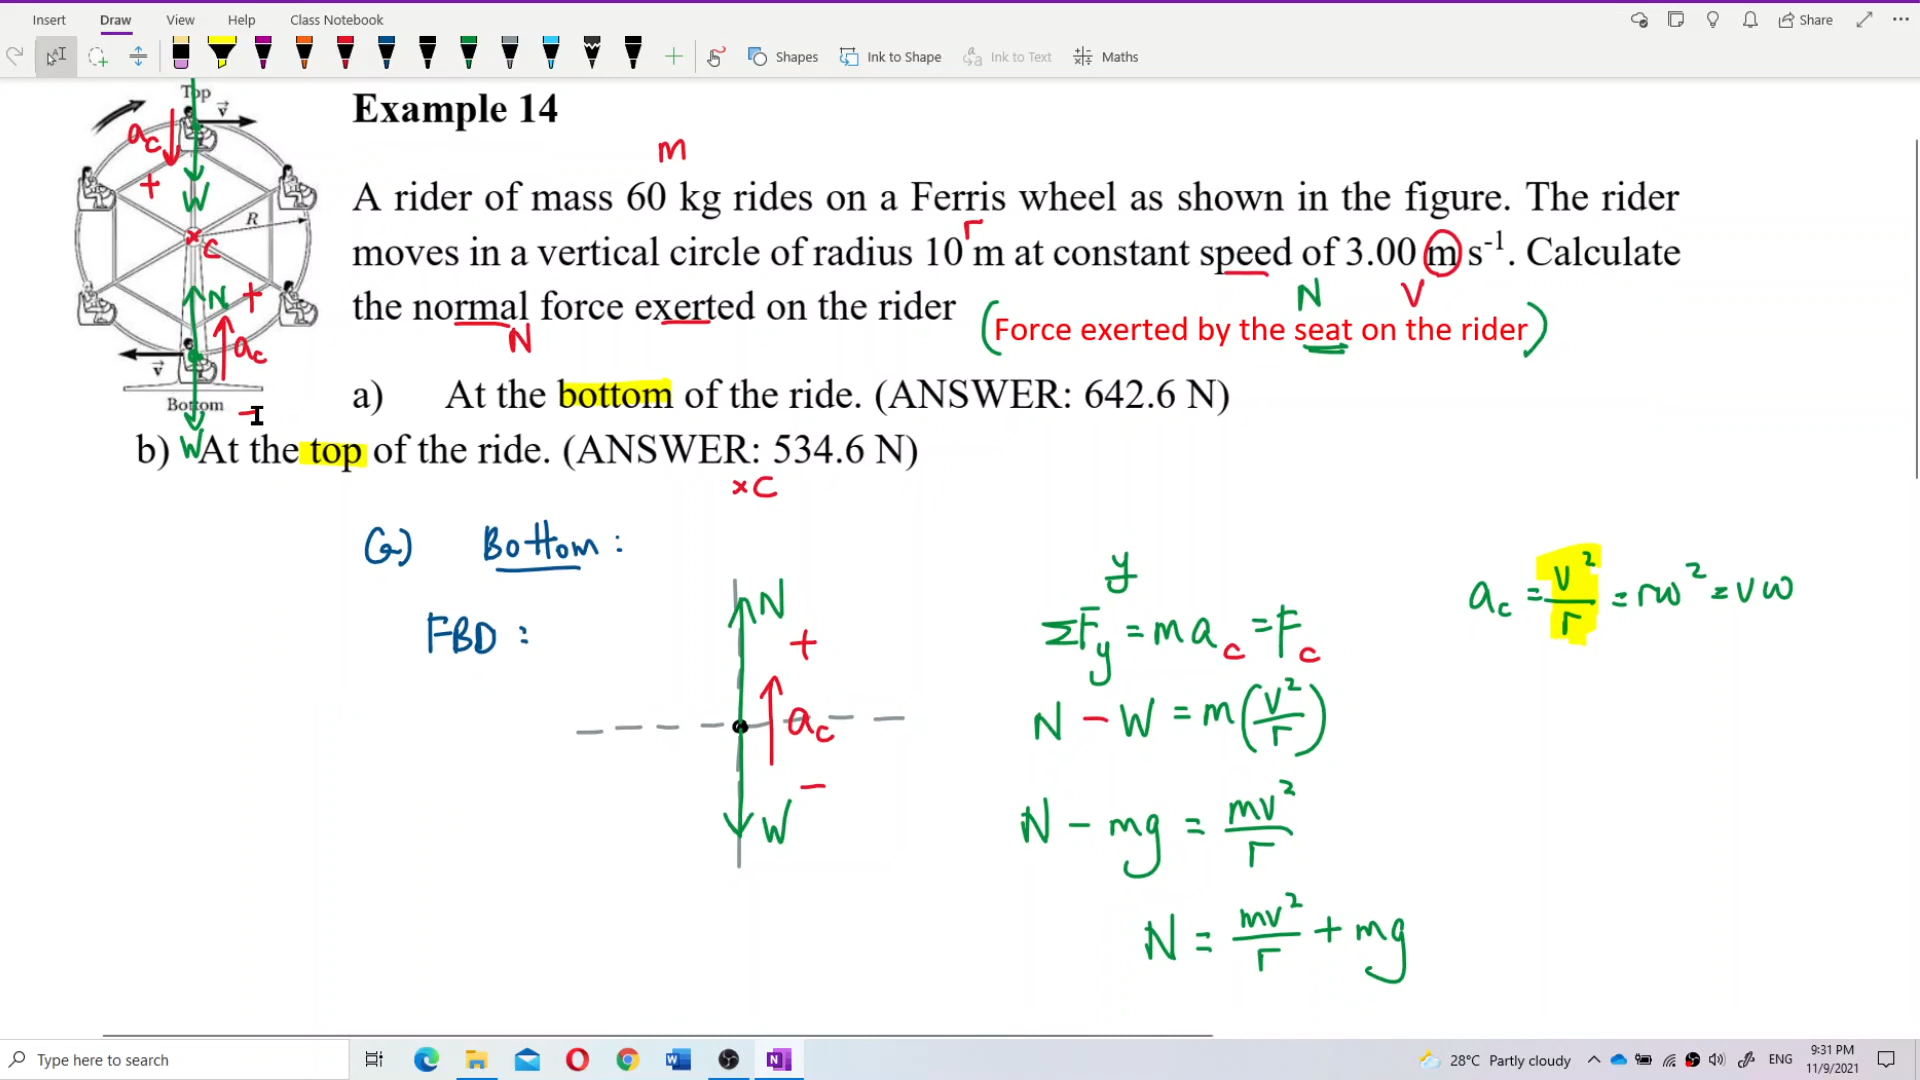 Insert Draw View Help Class Notebook Share
Shapes Ink to Shape Ink to Text Maths
Top
v
ac
+
W
R
C
N +
ac
v
Bottom
W
Example 14
m
A rider of mass 60 kg rides on a Ferris wheel as shown in the figure. The rider
r
moves in a vertical circle of radius 10 m at constant speed of 3.00 m s⁻¹. Calculate
N v
the normal force exerted on the rider (Force exerted by the seat on the rider)
N
a) At the bottom of the ride. (ANSWER: 642.6 N)
b) At the top of the ride. (ANSWER: 534.6 N)
× C
a) Bottom :
FBD :
N
+
ac
−
W
y
ΣFy = m ac = Fc
N − W = m(v²/r)
N − mg = mv²/r
N = mv²/r + mg
ac = v²/r = rω² = vω
Type here to search
28°C Partly cloudy ENG 9:31 PM
11/9/2021